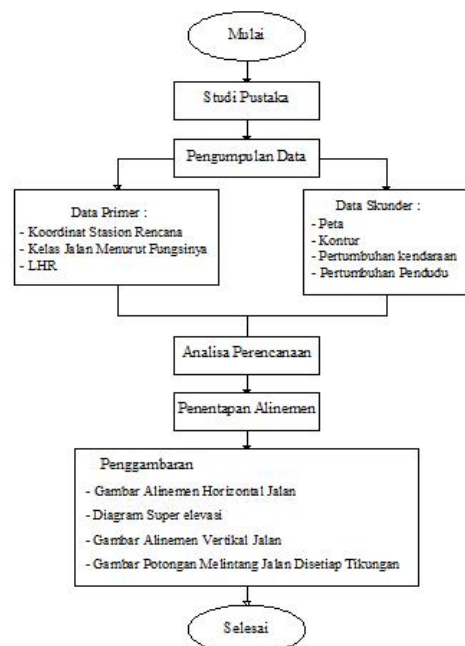 Mulai
Studi Pustaka
Pengumpulan Data
Data Primer :
- Koordinat Stasion Rencana
- Kelas Jalan Menurut Fungsinya
- LHR
Data Skunder :
- Peta
- Kontur
- Pertumbuhan kendaraan
- Pertumbuhan Pendudu
Analisa Perencanaan
Penentapan Alinemen
Penggambaran
- Gambar Alinemen Horizontal Jalan
- Diagram Super elevasi
- Gambar Alinemen Vertikal Jalan
- Gambar Potongan Melintang Jalan Disetiap Tikungan
Selesai